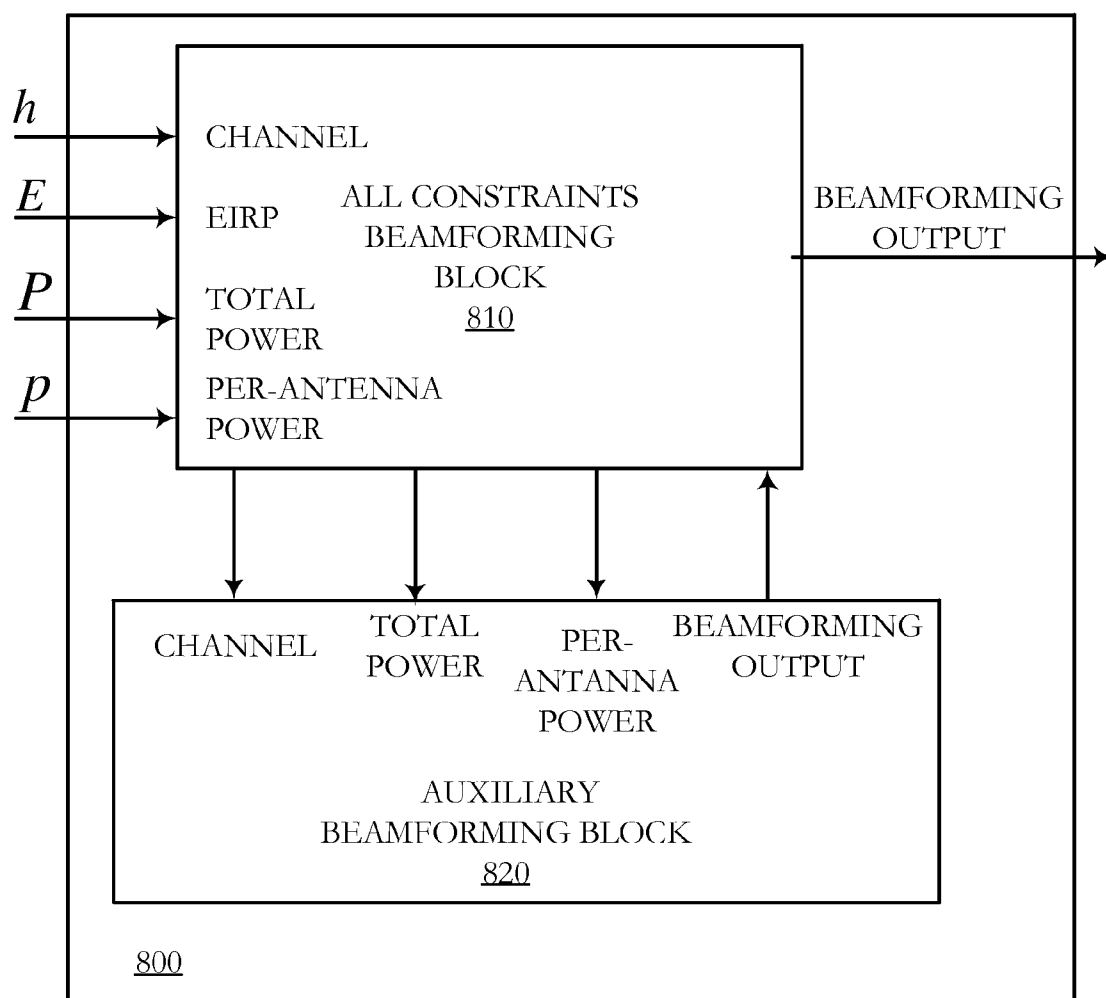 h
CHANNEL
E
EIRP
ALL CONSTRAINTS
BEAMFORMING
BLOCK
810
P
TOTAL
POWER
p
PER-ANTENNA
POWER
BEAMFORMING
OUTPUT
CHANNEL
TOTAL
POWER
PER-
ANTANNA
POWER
BEAMFORMING
OUTPUT
AUXILIARY
BEAMFORMING BLOCK
820
800